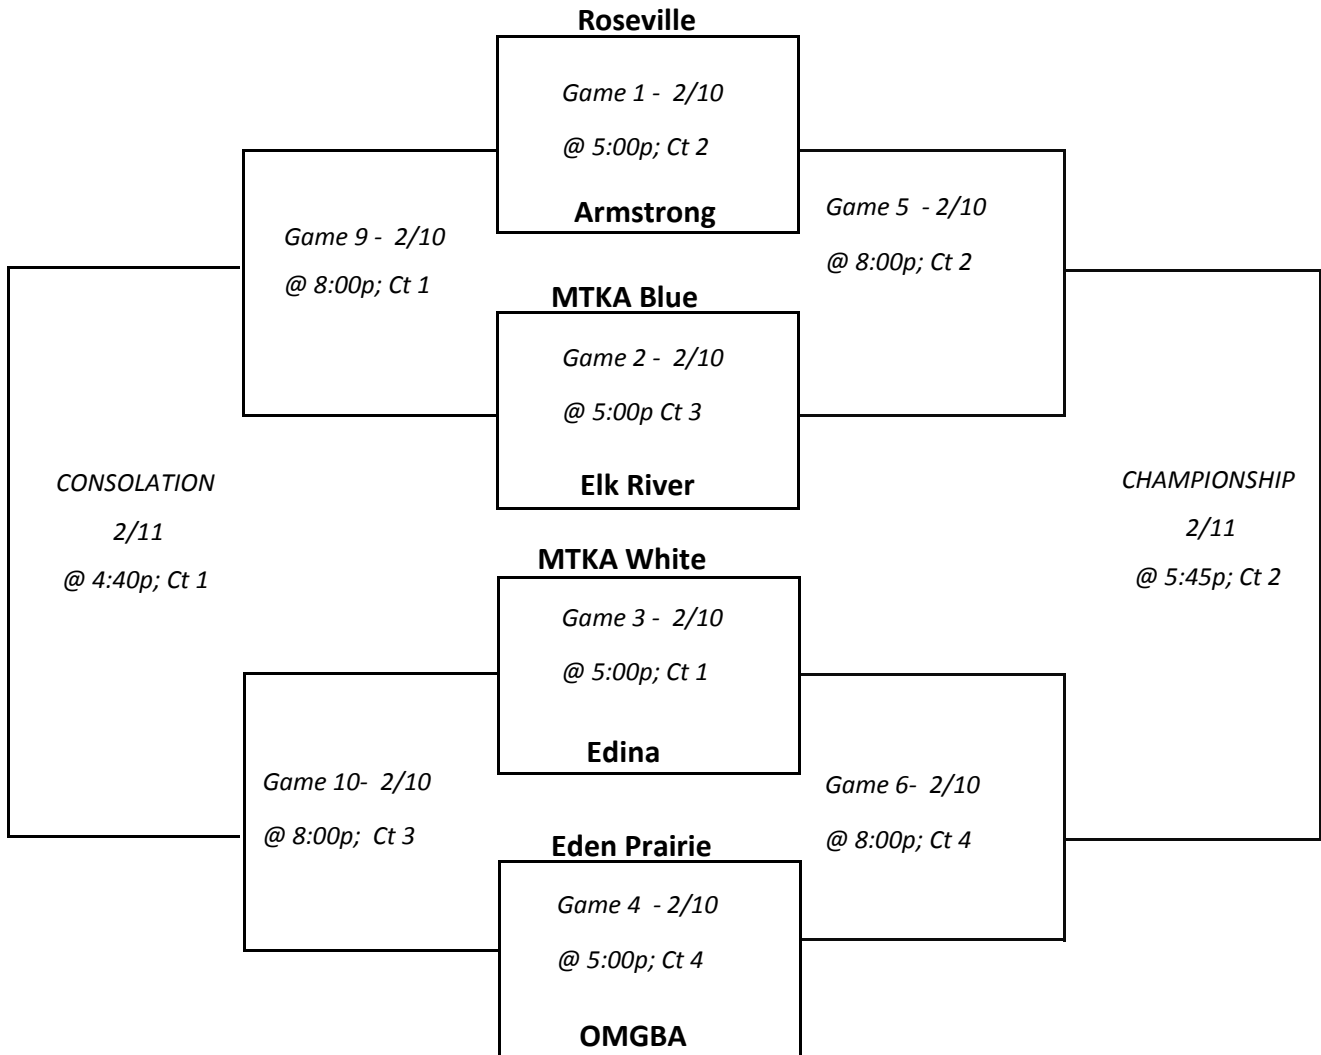 Roseville
Game 1 - 2/10
@ 5:00p; Ct 2
Armstrong
Game 9 - 2/10
@ 8:00p; Ct 1
Game 5 - 2/10
@ 8:00p; Ct 2
MTKA Blue
Game 2 - 2/10
@ 5:00p Ct 3
Elk River
CONSOLATION
2/11
@ 4:40p; Ct 1
CHAMPIONSHIP
2/11
@ 5:45p; Ct 2
MTKA White
Game 3 - 2/10
@ 5:00p; Ct 1
Edina
Game 10- 2/10
@ 8:00p; Ct 3
Game 6- 2/10
@ 8:00p; Ct 4
Eden Prairie
Game 4 - 2/10
@ 5:00p; Ct 4
OMGBA